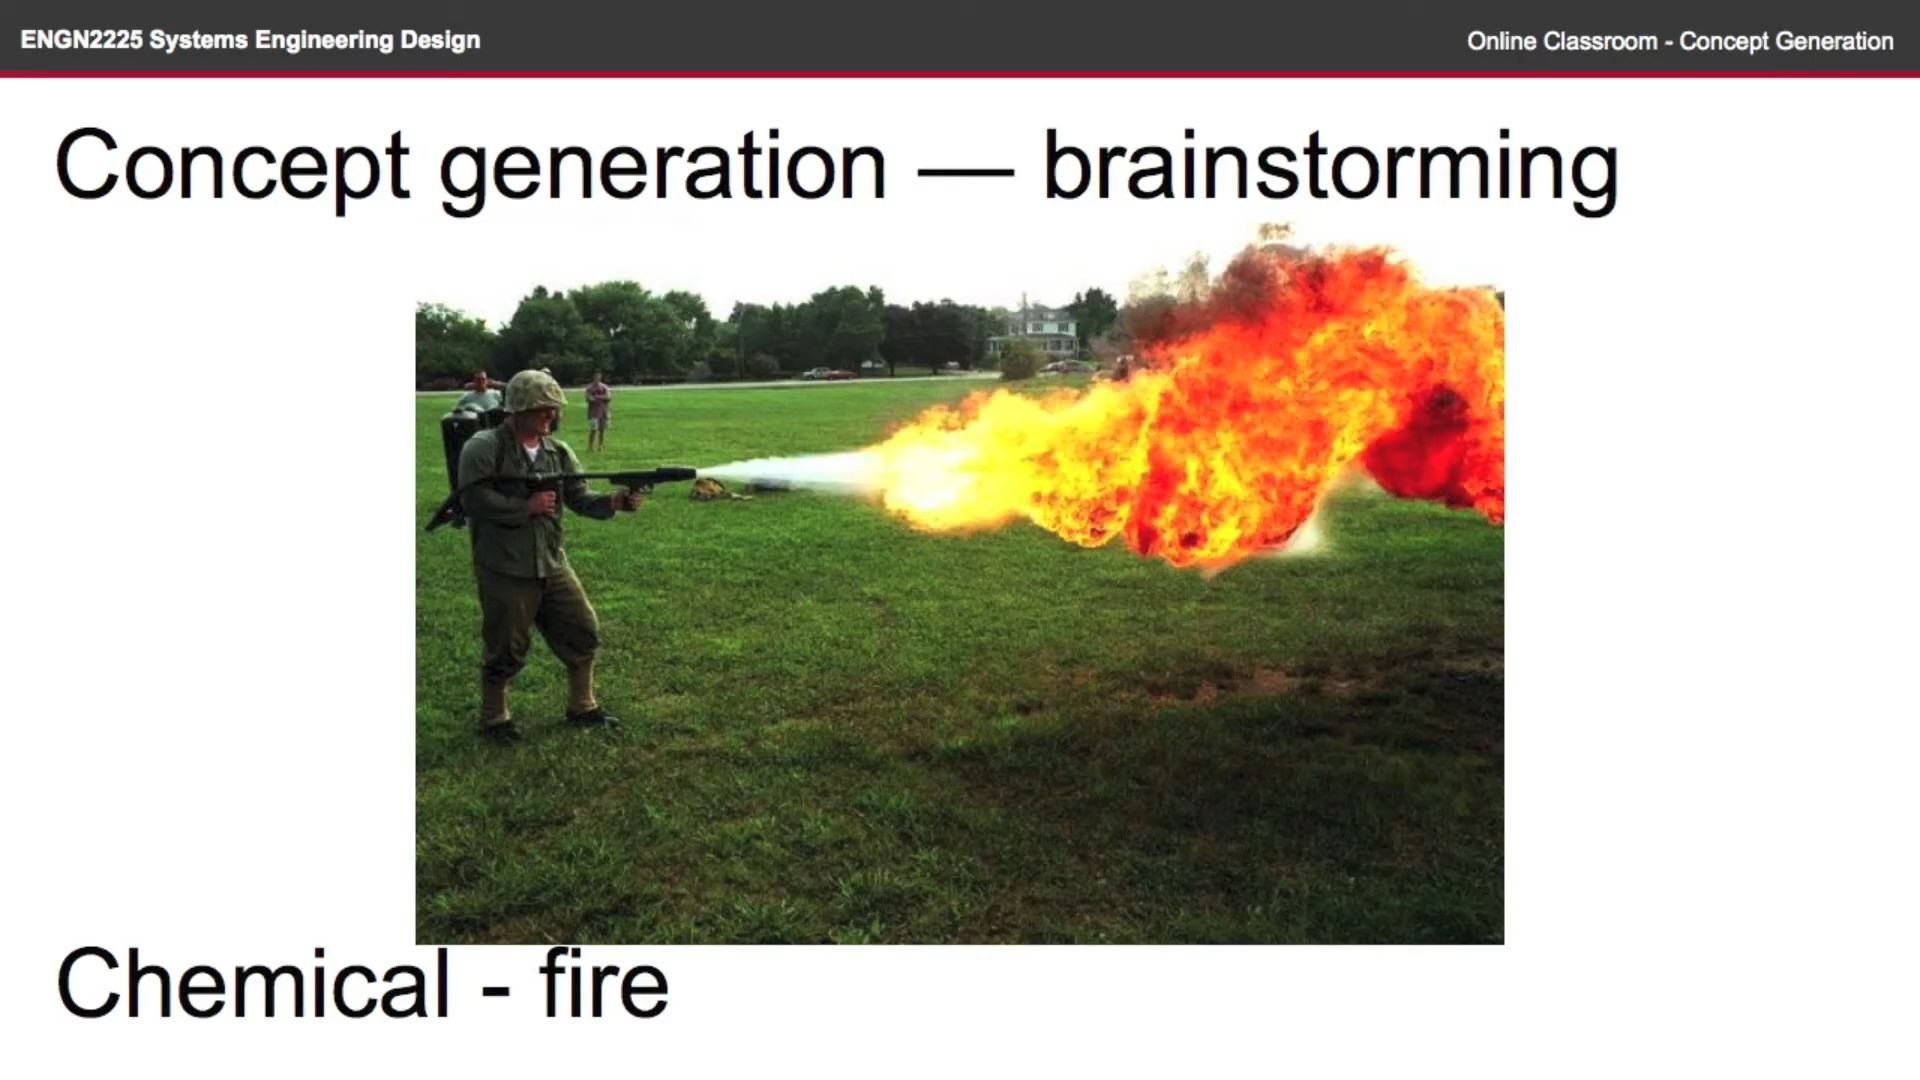 ENGN2225 Systems Engineering Design
Online Classroom - Concept Generation
Concept generation — brainstorming
Chemical - fire